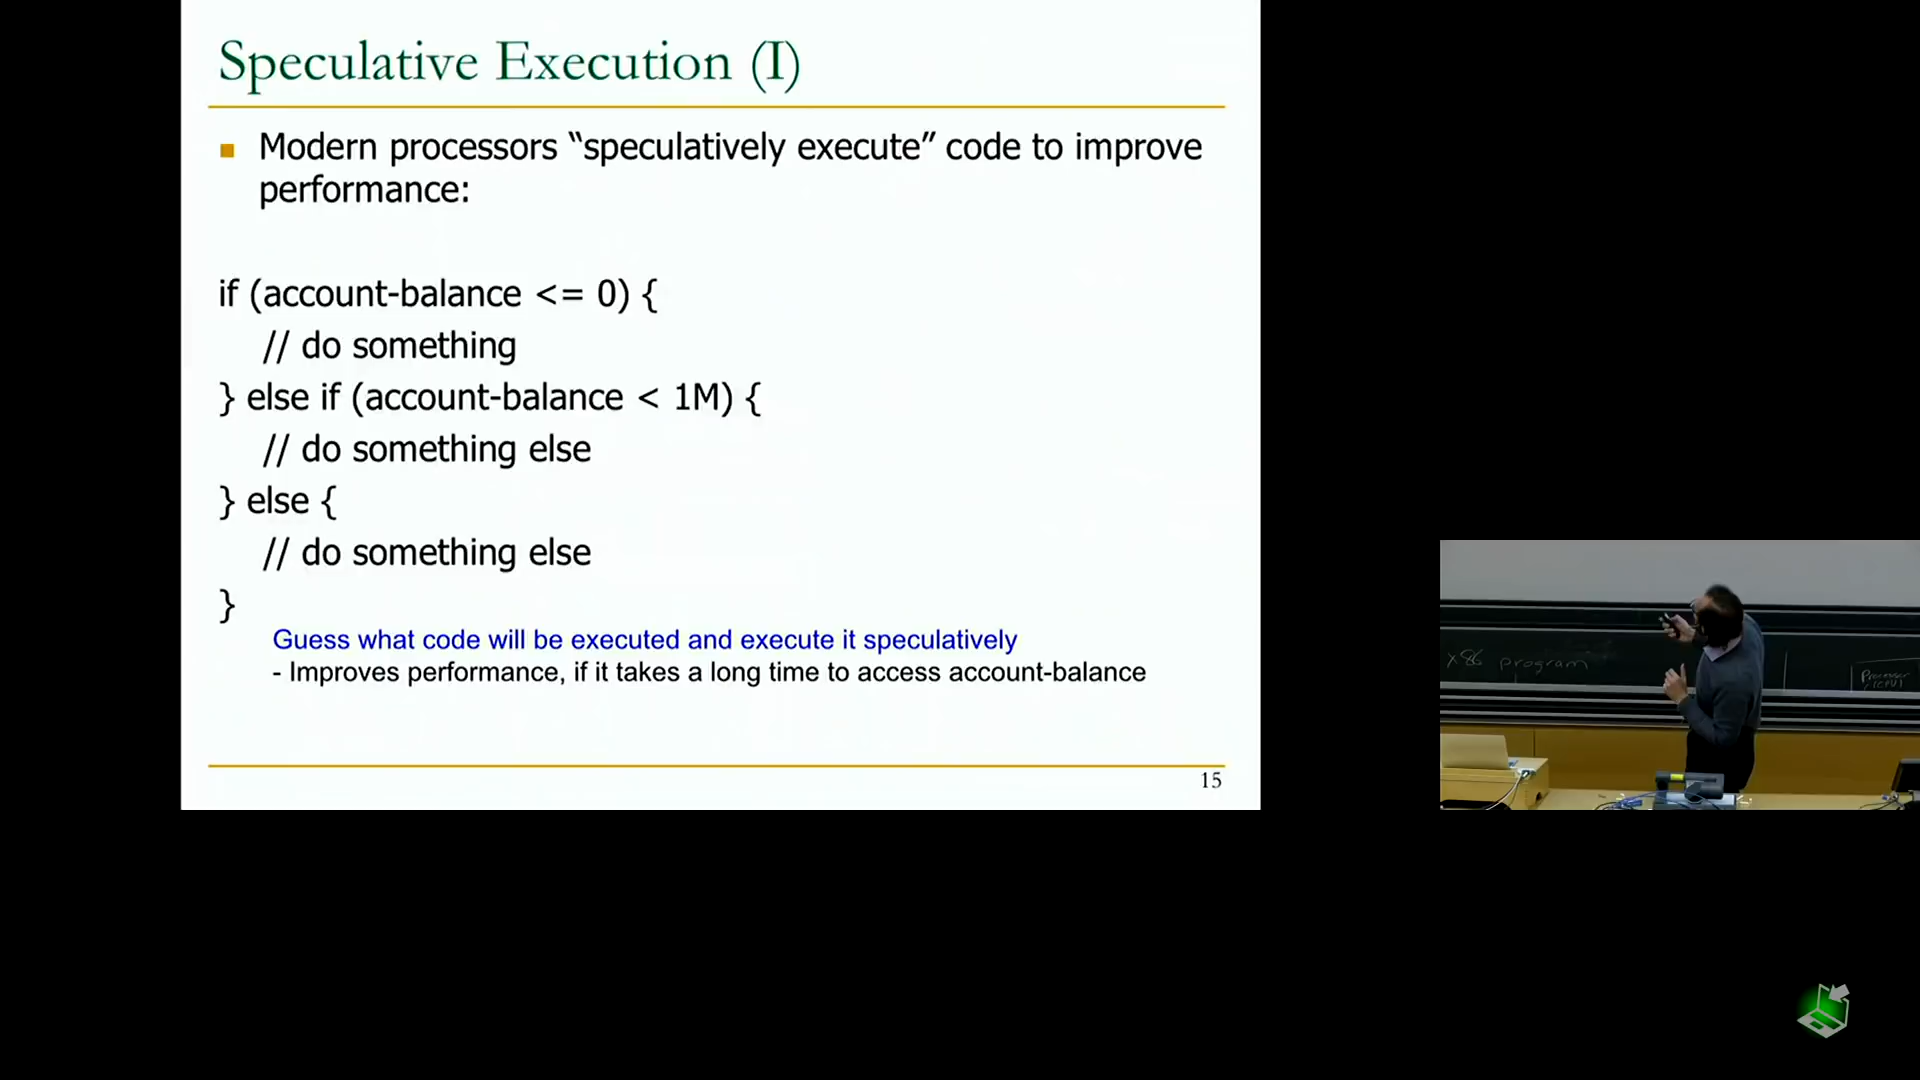 Speculative Execution (I)
■ Modern processors “speculatively execute” code to improve
performance:
if (account-balance <= 0) {
// do something
} else if (account-balance < 1M) {
// do something else
} else {
// do something else
}
Guess what code will be executed and execute it speculatively
- Improves performance, if it takes a long time to access account-balance
15
x86 program
Processor
(CPU)